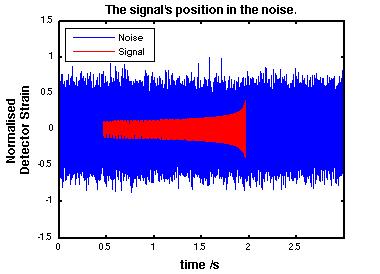 The signal's position in the noise.
Noise
Signal
Normalised
Detector Strain
1.5
1
0.5
0
-0.5
-1
-1.5
0
0.5
1
1.5
2
2.5
time /s